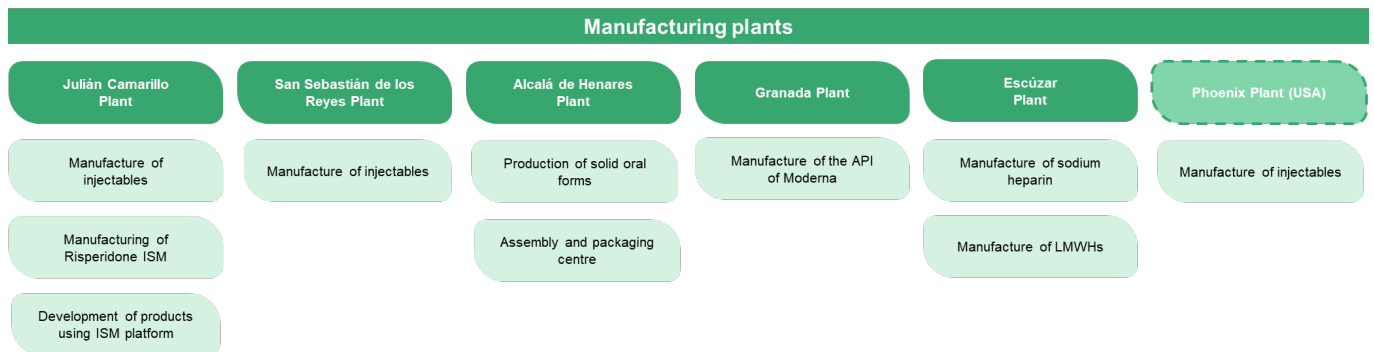 Manufacturing plants
Julián Camarillo
Plant
San Sebastián de los
Reyes Plant
Alcalá de Henares
Plant
Granada Plant
Escúzar
Plant
Phoenix Plant (USA)
Manufacture of
injectables
Manufacture of injectables
Production of solid oral
forms
Manufacture of the API
of Moderna
Manufacture of sodium
heparin
Manufacture of injectables
Manufacturing of
Risperidone ISM
Assembly and packaging
centre
Manufacture of LMWHs
Development of products
using ISM platform